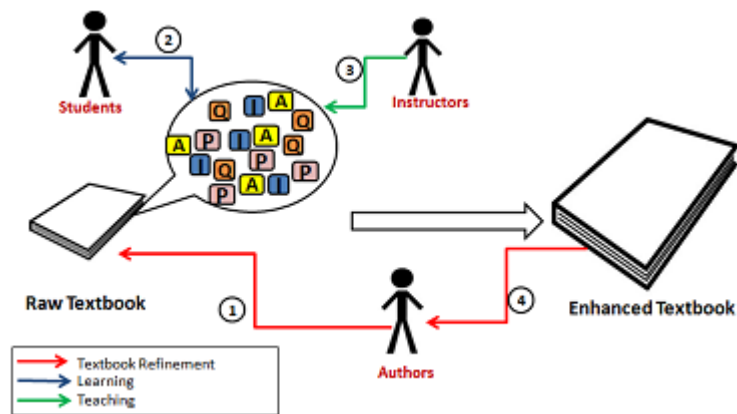 2
3
Students
Instructors
Q I A Q
A P I A Q
I Q P P
P A I
Raw Textbook
1
4
Enhanced Textbook
Authors
Textbook Refinement
Learning
Teaching